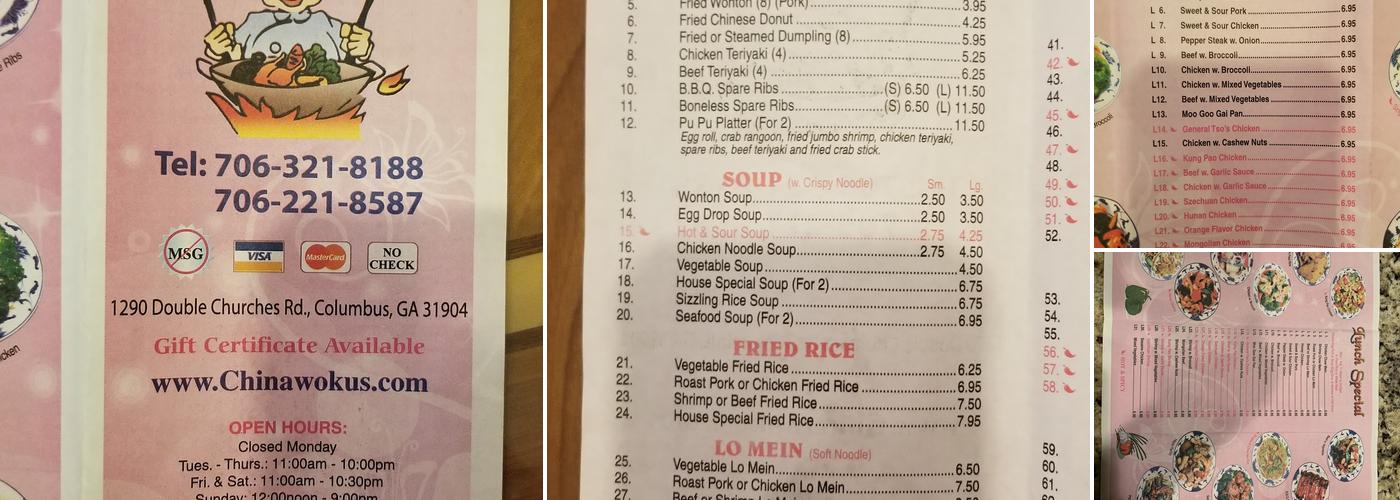 Ribs
Tel: 706-321-8188
706-221-8587
MSG
VISA
MasterCard
NO CHECK
1290 Double Churches Rd., Columbus, GA 31904
Gift Certificate Available
www.Chinawokus.com
OPEN HOURS:
Closed Monday
Tues. - Thurs.: 11:00am - 10:00pm
Fri. & Sat.: 11:00am - 10:30pm
Sunday: 12:00noon - 9:00pm
5. Fried Wonton (8) (Pork) 3.95
6. Fried Chinese Donut 4.25
7. Fried or Steamed Dumpling (8) 5.95
8. Chicken Teriyaki (4) 5.25
9. Beef Teriyaki (4) 6.25
10. B.B.Q. Spare Ribs (S) 6.50 (L) 11.50
11. Boneless Spare Ribs (S) 6.50 (L) 11.50
12. Pu Pu Platter (For 2) 11.50
Egg roll, crab rangoon, fried jumbo shrimp, chicken teriyaki,
spare ribs, beef teriyaki and fried crab stick.
SOUP (w. Crispy Noodle) Sm. Lg.
13. Wonton Soup 2.50 3.50
14. Egg Drop Soup 2.50 3.50
15. Hot & Sour Soup 2.75 4.25
16. Chicken Noodle Soup 2.75 4.50
17. Vegetable Soup 4.50
18. House Special Soup (For 2) 6.75
19. Sizzling Rice Soup 6.75
20. Seafood Soup (For 2) 6.95
FRIED RICE
21. Vegetable Fried Rice 6.25
22. Roast Pork or Chicken Fried Rice 6.95
23. Shrimp or Beef Fried Rice 7.50
24. House Special Fried Rice 7.95
LO MEIN (Soft Noodle)
25. Vegetable Lo Mein 6.50
26. Roast Pork or Chicken Lo Mein 7.50
27. Beef or Shrimp Lo Mein
41.
42.
43.
44.
45.
46.
47.
48.
49.
50.
51.
52.
53.
54.
55.
56.
57.
58.
59.
60.
61.
L 6. Sweet & Sour Pork 6.95
L 7. Sweet & Sour Chicken 6.95
L 8. Pepper Steak w. Onion 6.95
L 9. Beef w. Broccoli 6.95
L10. Chicken w. Broccoli 6.95
L11. Chicken w. Mixed Vegetables 6.95
L12. Beef w. Mixed Vegetables 6.95
L13. Moo Goo Gai Pan 6.95
L14. General Tso's Chicken 6.95
L15. Chicken w. Cashew Nuts 6.95
L16. Kung Pao Chicken 6.95
L17. Beef w. Garlic Sauce 6.95
L18. Chicken w. Garlic Sauce 6.95
L19. Szechuan Chicken 6.95
L20. Hunan Chicken 6.95
L21. Orange Flavor Chicken 6.95
L22. Mongolian Chicken 6.95
Lunch Special
HOT & SPICY